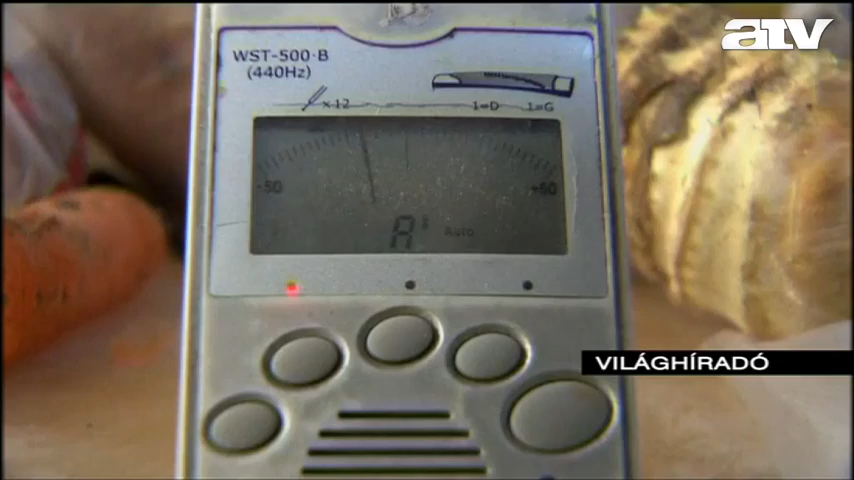 atv
WST-500·B
(440Hz)
x12 1=D 1=G
-50 +50
A Auto
VILÁGHÍRADÓ